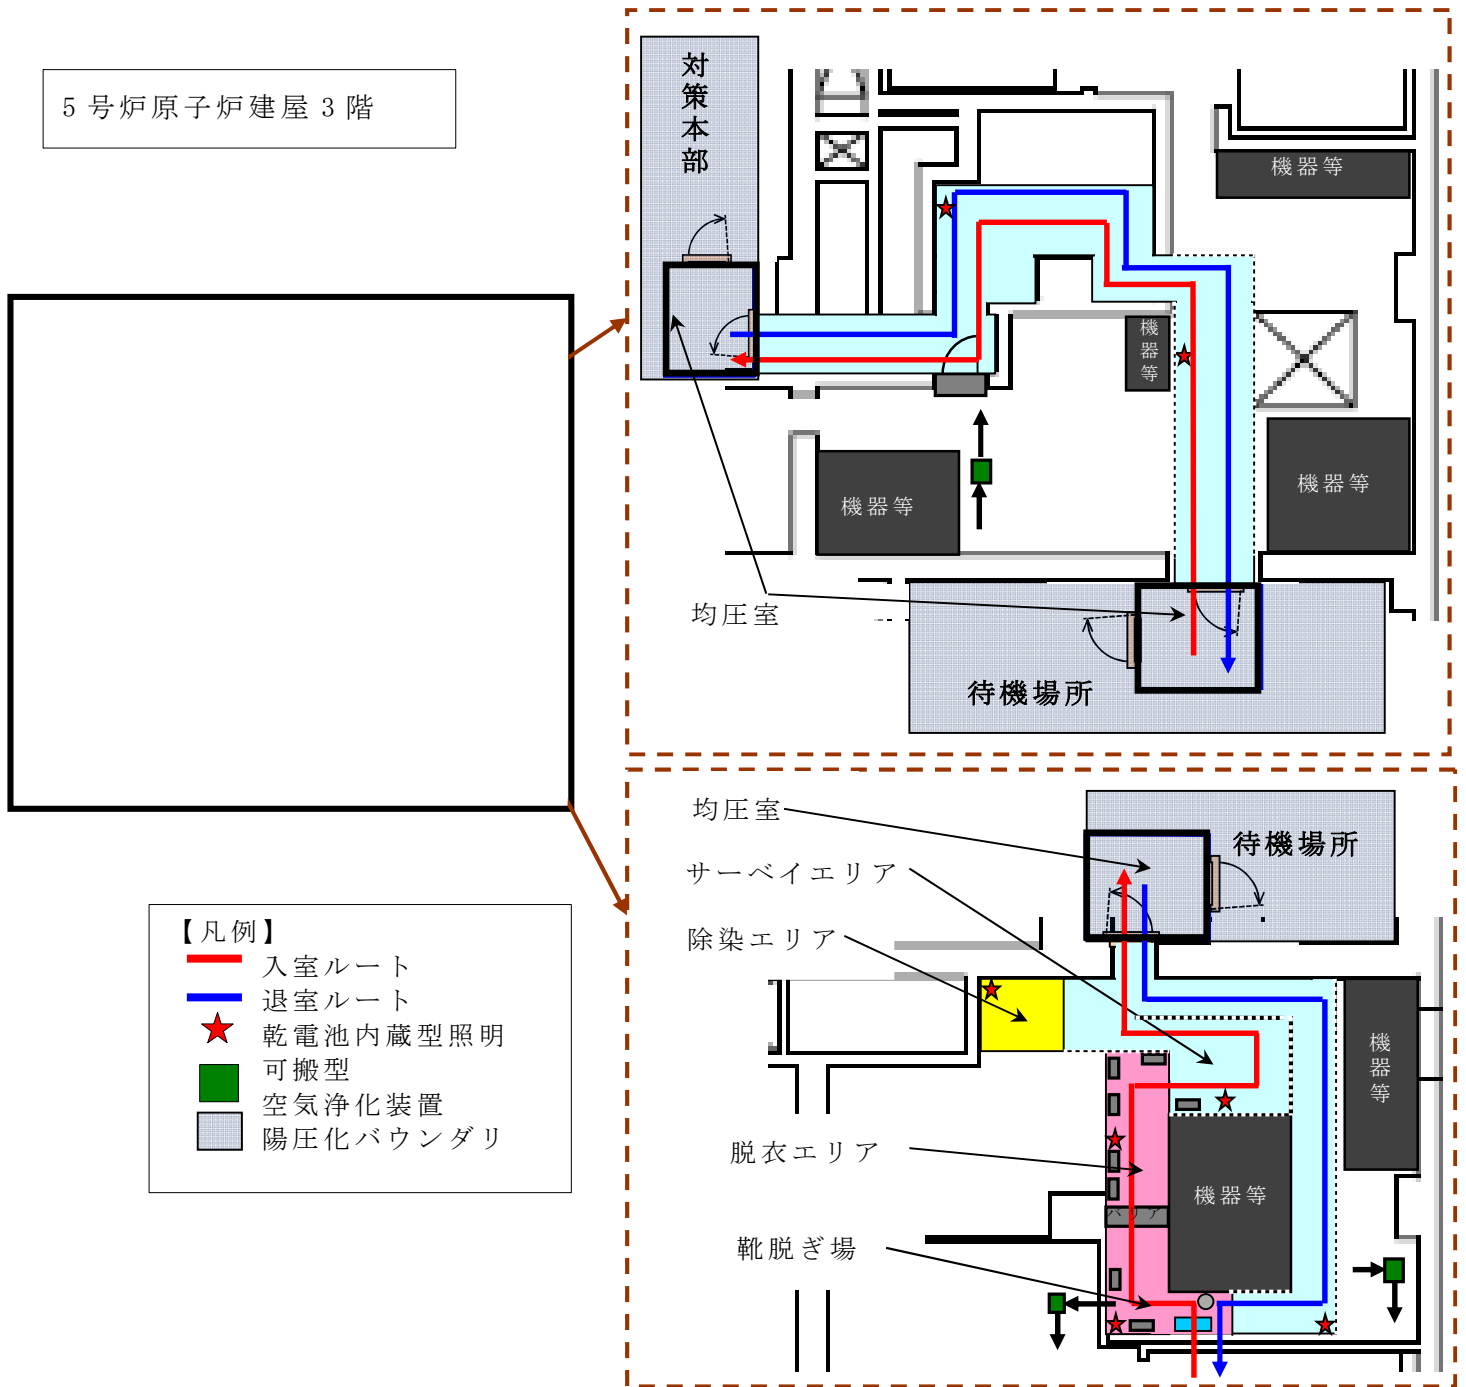 5号炉原子炉建屋3階
対策本部
機器等
機器等
機器等
機器等
均圧室
待機場所
均圧室
待機場所
サーベイエリア
除染エリア
機器等
脱衣エリア
機器等
バリア
靴脱ぎ場
【凡例】
入室ルート
退室ルート
乾電池内蔵型照明
可搬型
空気浄化装置
陽圧化バウンダリ